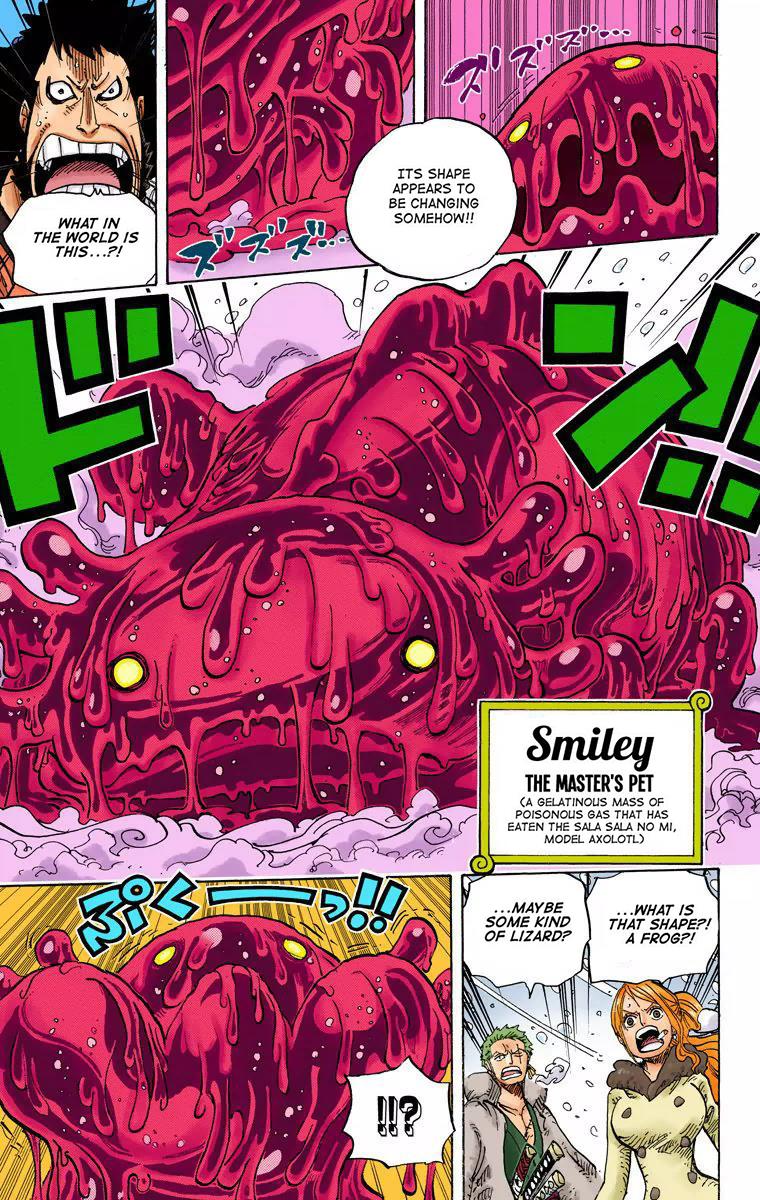 ズズズ...
ITS SHAPE
APPEARS TO
BE CHANGING
SOMEHOW!!
ズズズ...
WHAT IN
THE WORLD IS
THIS...?!
ドン!!
Smiley
THE MASTER'S PET
(A GELATINOUS MASS OF
POISONOUS GAS THAT HAS
EATEN THE SALA SALA NO MI,
MODEL AXOLOTL)
...MAYBE
SOME KIND
OF LIZARD?
...WHAT IS
THAT SHAPE?!
A FROG?!
ぷくーっ!!
!!?